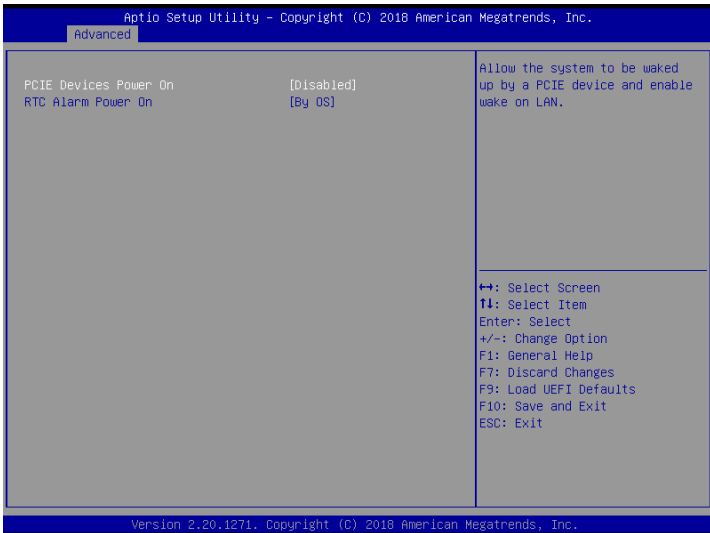 Aptio Setup Utility – Copyright (C) 2018 American Megatrends, Inc.
Advanced
PCIE Devices Power On [Disabled]
RTC Alarm Power On [By OS]
Allow the system to be waked
up by a PCIE device and enable
wake on LAN.
↔: Select Screen
↑↓: Select Item
Enter: Select
+/-: Change Option
F1: General Help
F7: Discard Changes
F9: Load UEFI Defaults
F10: Save and Exit
ESC: Exit
Version 2.20.1271. Copyright (C) 2018 American Megatrends, Inc.